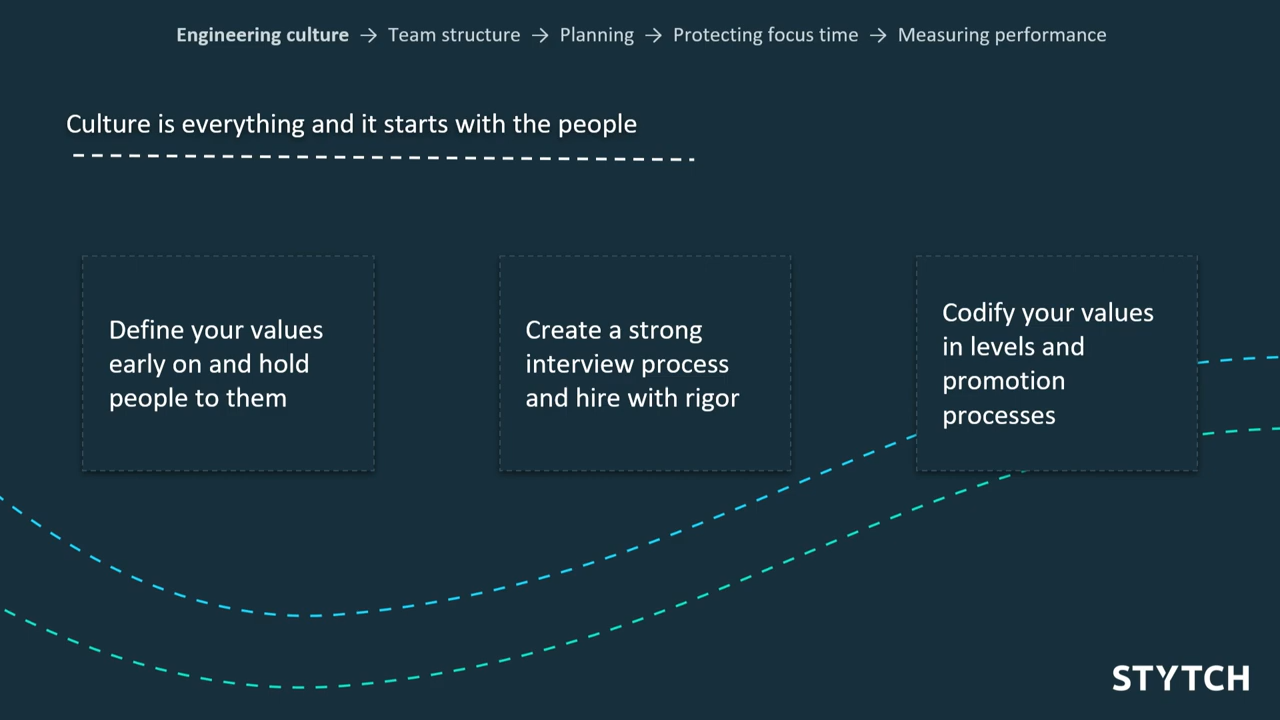 Engineering culture → Team structure → Planning → Protecting focus time → Measuring performance
Culture is everything and it starts with the people
Define your values
early on and hold
people to them
Create a strong
interview process
and hire with rigor
Codify your values
in levels and
promotion
processes
STYTCH